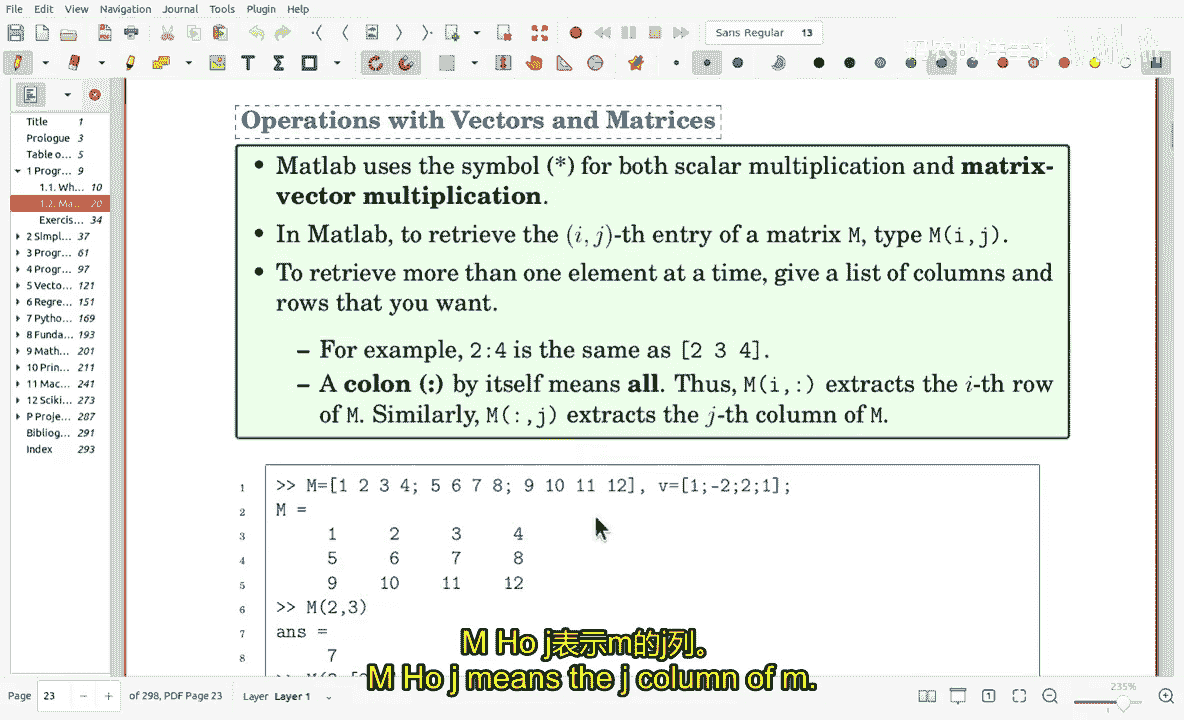 File Edit View Navigation Journal Tools Plugin Help
Sans Regular 13
Title 1
Prologue 3
Table o... 5
1 Progr... 9
1.1. Wh... 10
1.2. Ma... 20
Exercis... 34
2 Simpl... 37
3 Progr... 61
4 Progr... 97
5 Vecto... 121
6 Regre... 151
7 Pytho... 169
8 Funda... 193
9 Math... 201
10 Prin... 211
11 Mac... 241
12 Sciki... 273
P Proje... 287
Bibliog... 291
Index 293
Operations with Vectors and Matrices
• Matlab uses the symbol (*) for both scalar multiplication and matrix-
vector multiplication.
• In Matlab, to retrieve the (i, j)-th entry of a matrix M, type M(i,j).
• To retrieve more than one element at a time, give a list of columns and
rows that you want.
– For example, 2:4 is the same as [2 3 4].
– A colon (:) by itself means all. Thus, M(i,:) extracts the i-th row
of M. Similarly, M(:,j) extracts the j-th column of M.
1 >> M=[1 2 3 4; 5 6 7 8; 9 10 11 12], v=[1;-2;2;1];
2 M =
3 1 2 3 4
4 5 6 7 8
5 9 10 11 12
6 >> M(2,3)
7 ans =
8 7
M Ho j表示m的j列。
M Ho j means the j column of m.
Page 23 of 298, PDF Page 23 Layer Layer 1 235%